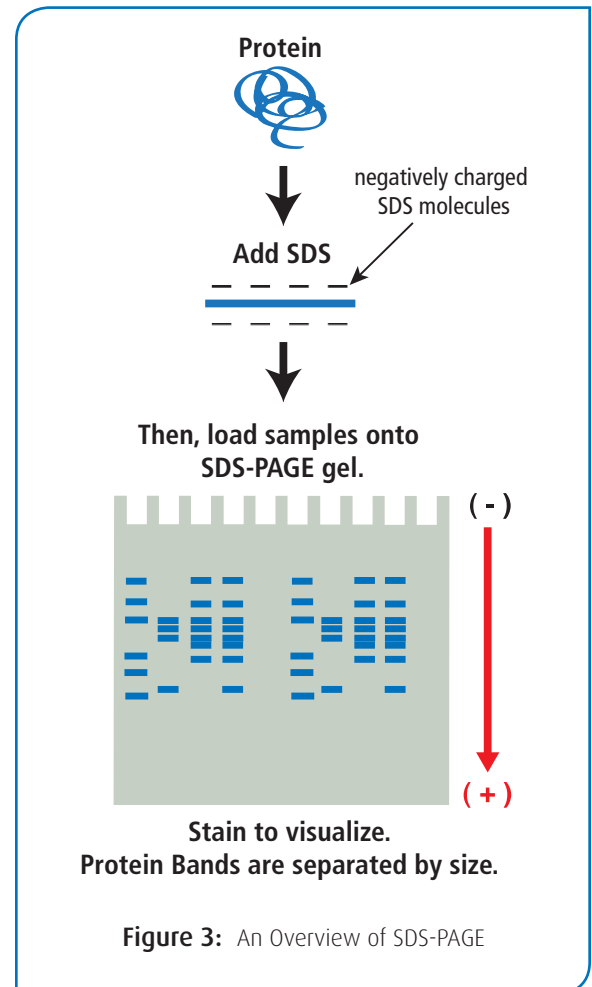 Protein
negatively charged
SDS molecules
Add SDS
Then, load samples onto
SDS-PAGE gel.
( - )
( + )
Stain to visualize.
Protein Bands are separated by size.
Figure 3: An Overview of SDS-PAGE